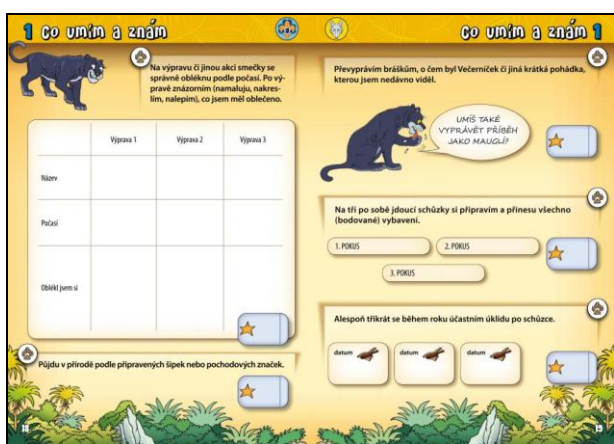 1 Co umím a znám
Na výpravu či jinou akci smečky se
správně obléknu podle počasí. Po vý-
pravě znázorním (namaluju, nakres-
lím, nalepím), co jsem měl oblečeno.
Výprava 1 Výprava 2 Výprava 3
Název
Počasí
Oblékl jsem si
Půjdu v přírodě podle připravených šipek nebo pochodových značek.
18
Co umím a znám 1
Převyprávím bráškům, o čem byl Večerníček či jiná krátká pohádka,
kterou jsem nedávno viděl.
UMÍŠ TAKÉ
VYPRÁVĚT PŘÍBĚH
JAKO MAUGLÍ?
Na tři po sobě jdoucí schůzky si připravím a přinesu všechno
(bodované) vybavení.
1. POKUS 2. POKUS
3. POKUS
Alespoň třikrát se během roku účastním úklidu po schůzce.
datum datum datum
19